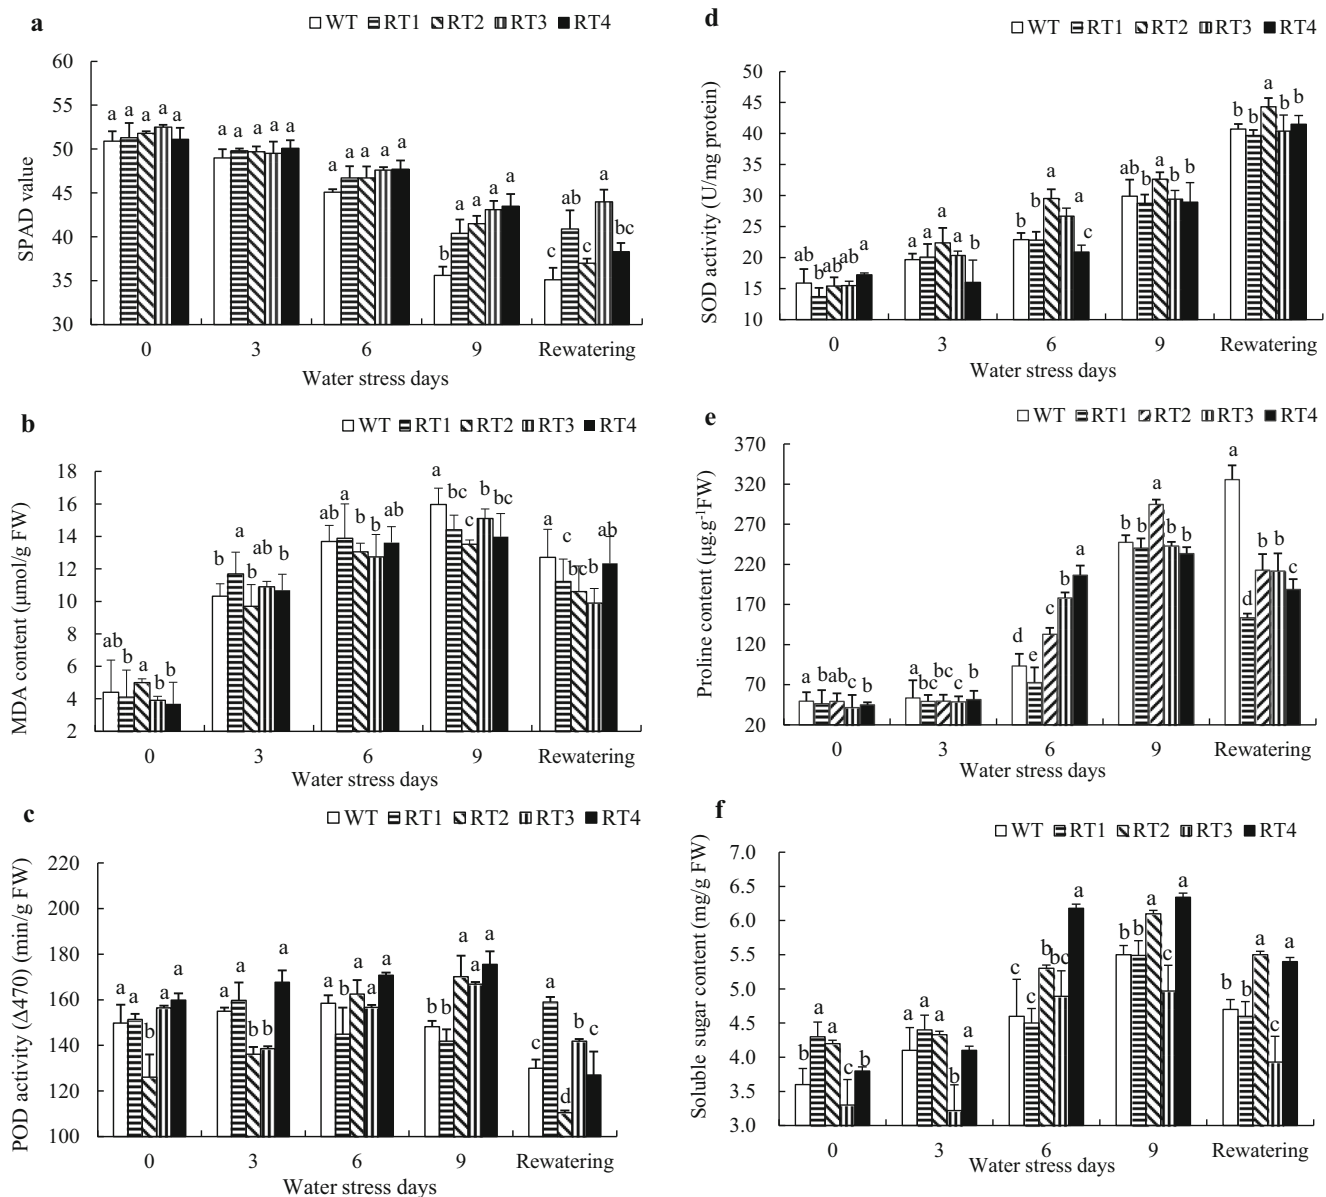 a
WT RT1 RT2 RT3 RT4
SPAD value
60
55
50
45
40
35
30
a a a a a
a a a a a
a a a a a
b a a a a
c ab c a bc
0 3 6 9 Rewatering
Water stress days
b
WT RT1 RT2 RT3 RT4
MDA content (μmol/g FW)
18
16
14
12
10
8
6
4
2
ab b a b b
b a b ab b
ab a b b ab
a bc c b bc
a c bc b ab
0 3 6 9 Rewatering
Water stress days
c
WT RT1 RT2 RT3 RT4
POD activity (Δ470) (min/g FW)
220
200
180
160
140
120
100
a a b a a
a a b b a
a b a a a
b b a a a
c a d b c
0 3 6 9 Rewatering
Water stress days
d
WT RT1 RT2 RT3 RT4
SOD activity (U/mg protein)
50
45
40
35
30
25
20
15
10
ab b ab ab a
a a a a b
b b a a c
ab b a b b
b b a b b
0 3 6 9 Rewatering
Water stress days
e
WT RT1 RT2 RT3 RT4
Proline content (μg.g⁻¹FW)
370
320
270
220
170
120
70
20
a b ab c b
a bc bc c b
d e c b a
b b a b b
a d b b c
0 3 6 9 Rewatering
Water stress days
f
WT RT1 RT2 RT3 RT4
Soluble sugar content (mg/g FW)
7.0
6.5
6.0
5.5
5.0
4.5
4.0
3.5
3.0
b a a c b
a a a b a
c c b bc a
b b a c a
b b a c a
0 3 6 9 Rewatering
Water stress days